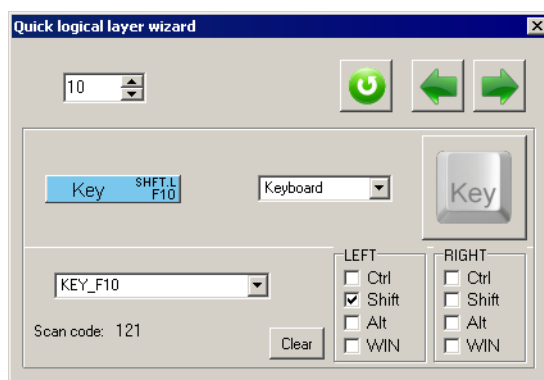 Quick logical layer wizard
10
Key SHFT.L F10
Keyboard
Key
KEY_F10
Scan code: 121
Clear
LEFT
Ctrl
Shift
Alt
WIN
RIGHT
Ctrl
Shift
Alt
WIN